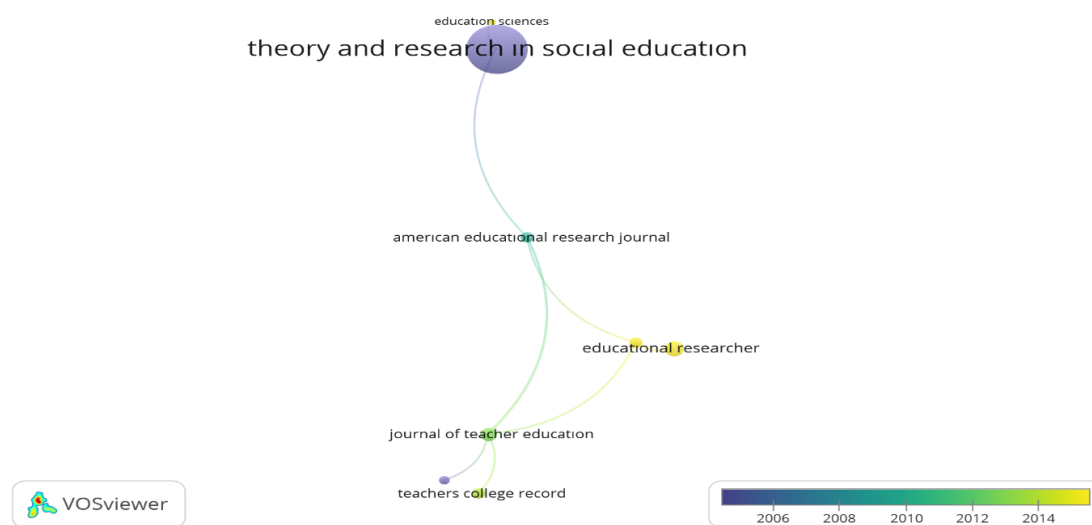 education sciences
theory and research in social education
american educational research journal
educational researcher
journal of teacher education
teachers college record
VOSviewer
2006 2008 2010 2012 2014